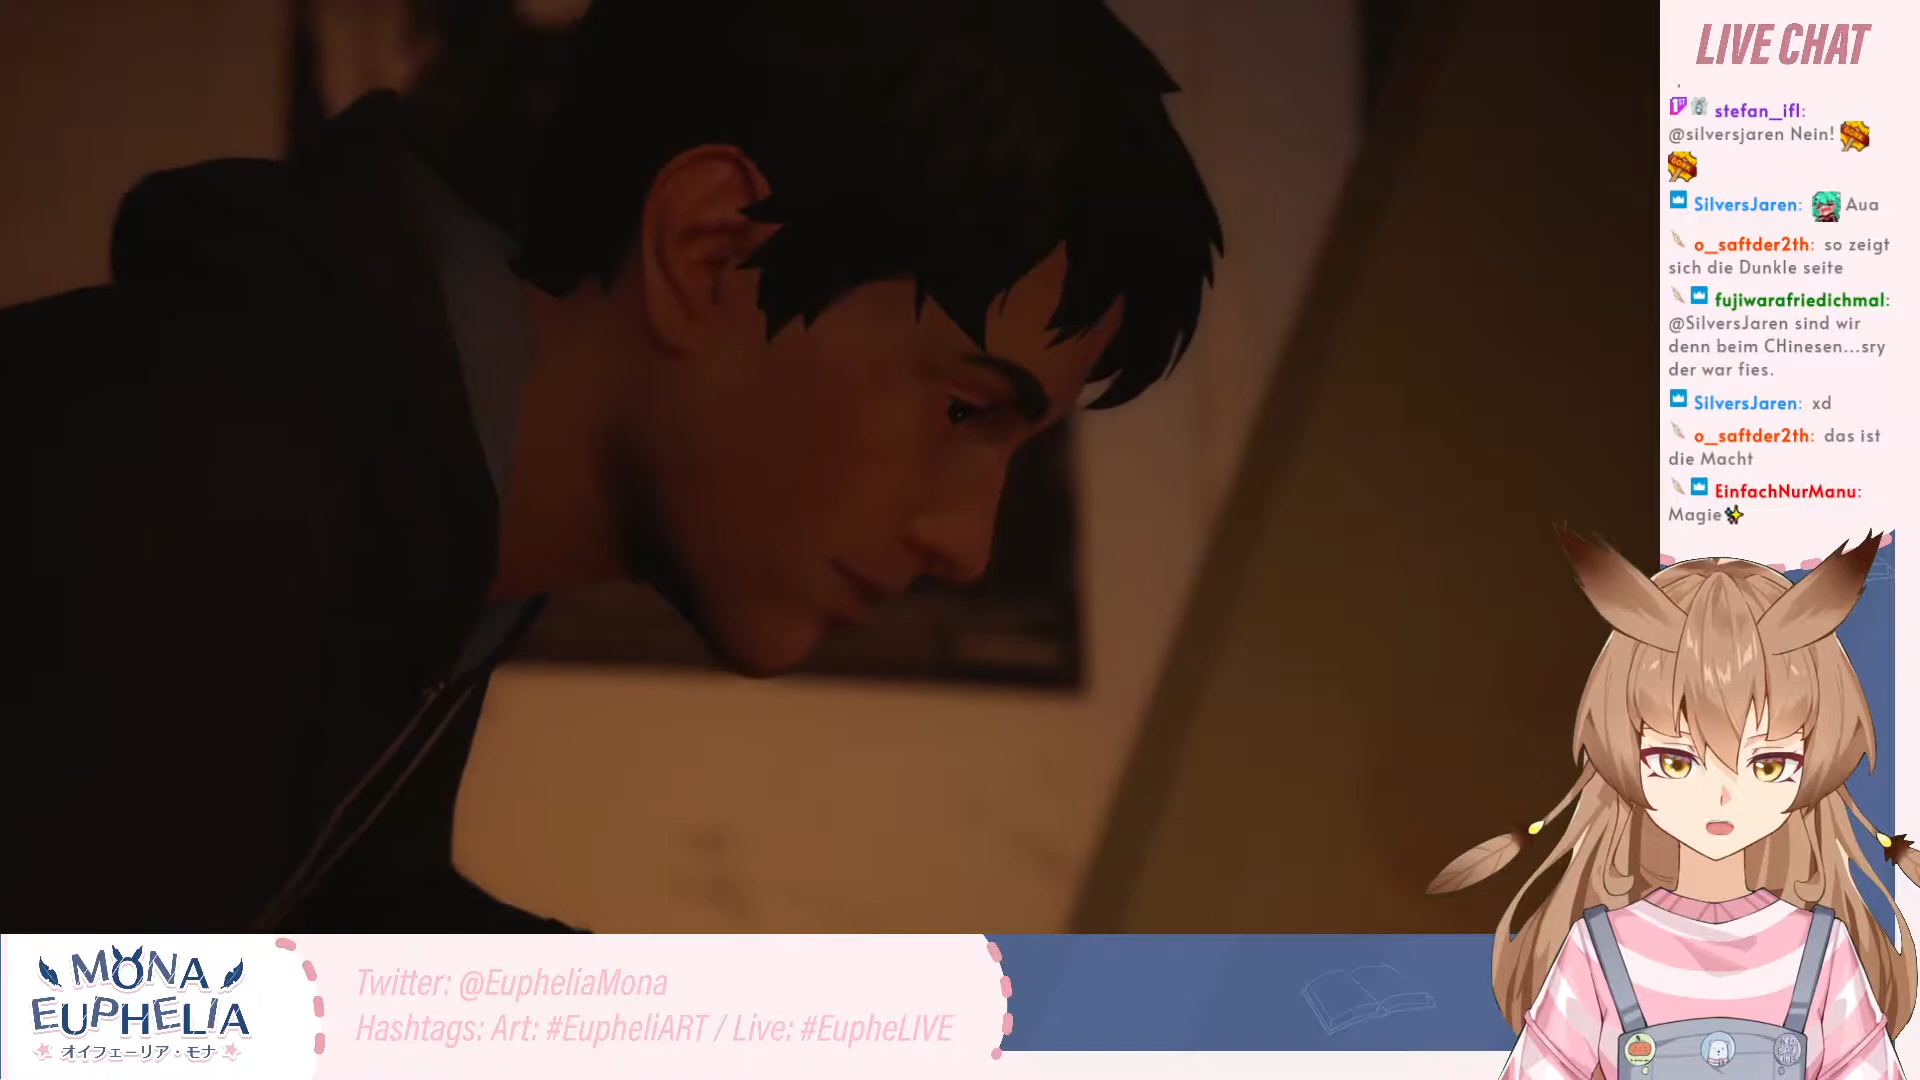 LIVE CHAT
stefan_ifl:
@silversjaren Nein!
BONK
SilversJaren: Aua
o_saftder2th: so zeigt
sich die Dunkle seite
fujiwarafriedichmal:
@SilversJaren sind wir
denn beim CHinesen...sry
der war fies.
SilversJaren: xd
o_saftder2th: das ist
die Macht
EinfachNurManu:
Magie
MONA
EUPHELIA
オイフェーリア・モナ
Twitter: @EupheliaMona
Hashtags: Art: #EupheliART / Live: #EupheLIVE